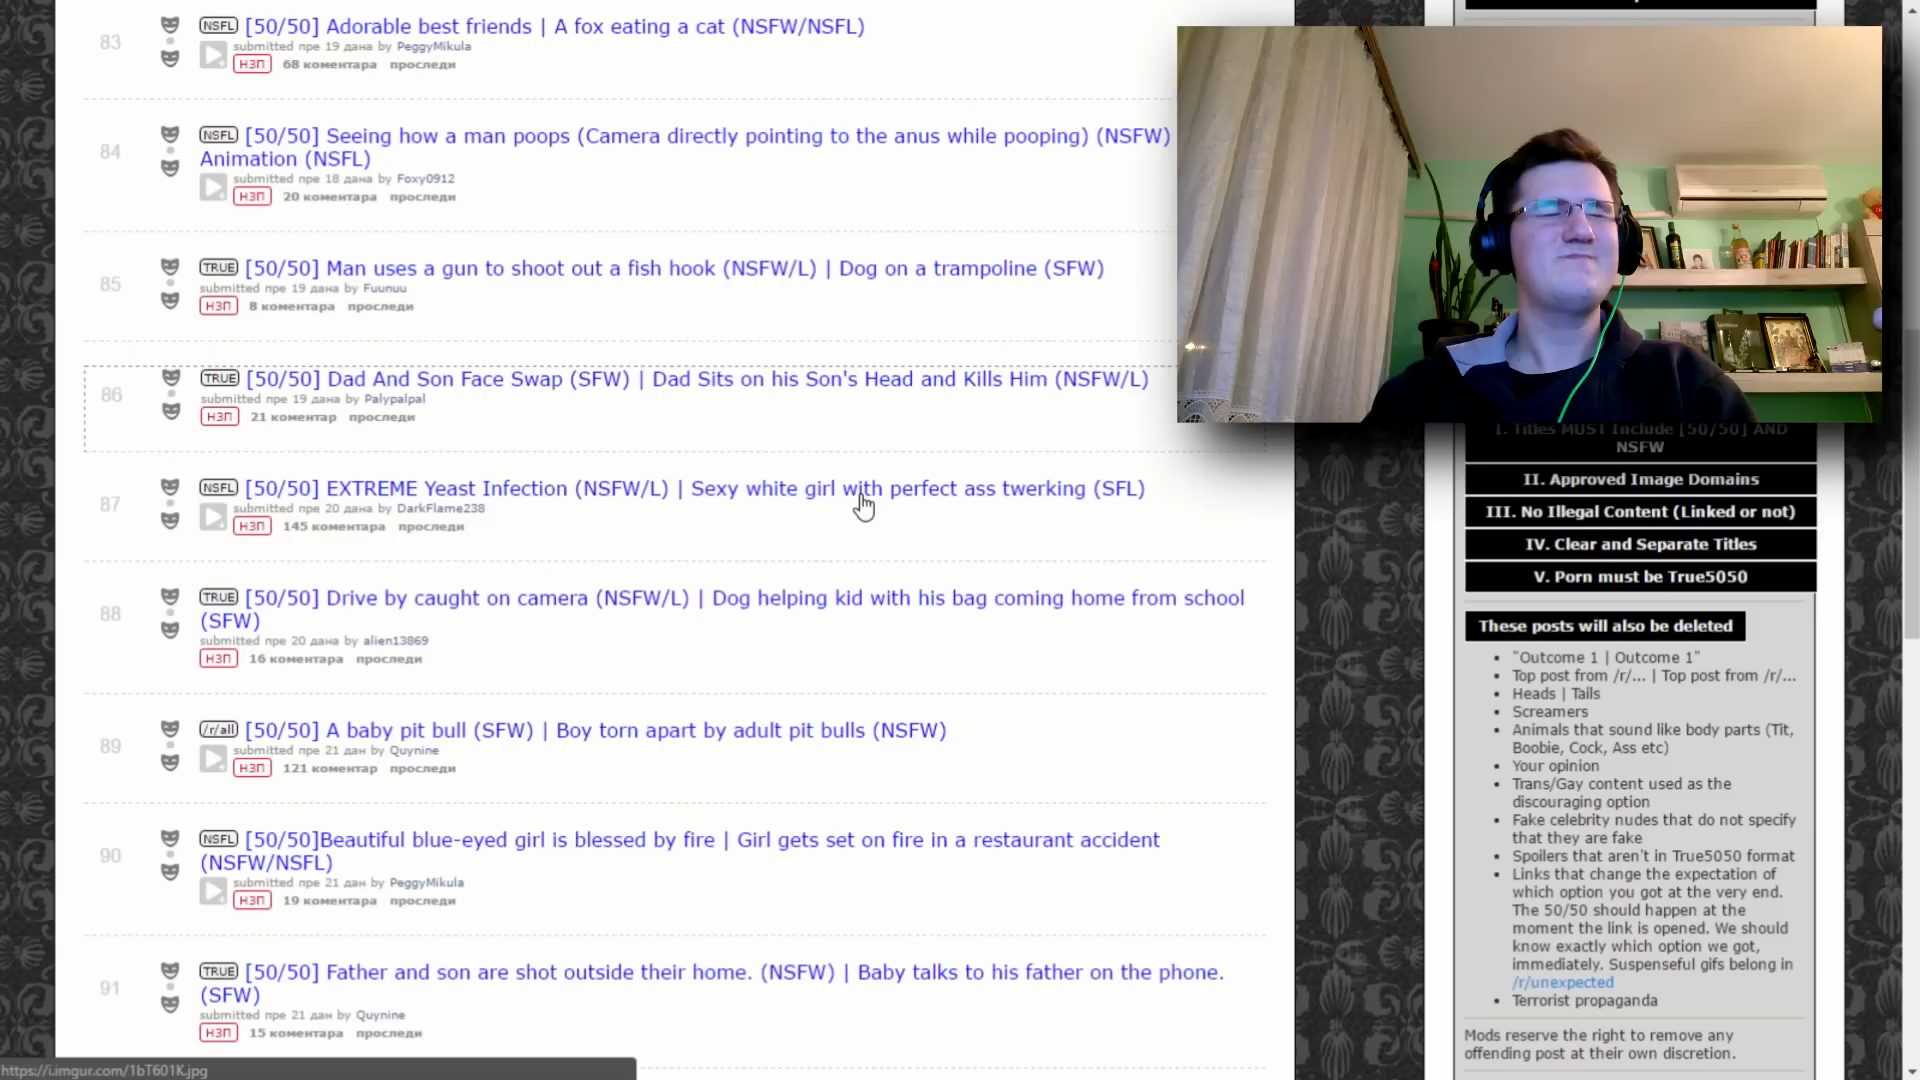 83
NSFL [50/50] Adorable best friends | A fox eating a cat (NSFW/NSFL)
submitted пре 19 дана by PeggyMikula
НЗП 68 коментара проследи
84
NSFL [50/50] Seeing how a man poops (Camera directly pointing to the anus while pooping) (NSFW)
Animation (NSFL)
submitted пре 18 дана by Foxy0912
НЗП 20 коментара проследи
85
TRUE [50/50] Man uses a gun to shoot out a fish hook (NSFW/L) | Dog on a trampoline (SFW)
submitted пре 19 дана by Fuunuu
НЗП 8 коментара проследи
86
TRUE [50/50] Dad And Son Face Swap (SFW) | Dad Sits on his Son's Head and Kills Him (NSFW/L)
submitted пре 19 дана by Palypalpal
НЗП 21 коментар проследи
87
NSFL [50/50] EXTREME Yeast Infection (NSFW/L) | Sexy white girl with perfect ass twerking (SFL)
submitted пре 20 дана by DarkFlame238
НЗП 145 коментара проследи
88
TRUE [50/50] Drive by caught on camera (NSFW/L) | Dog helping kid with his bag coming home from school
(SFW)
submitted пре 20 дана by alien13869
НЗП 16 коментара проследи
89
/r/all [50/50] A baby pit bull (SFW) | Boy torn apart by adult pit bulls (NSFW)
submitted пре 21 дан by Quynine
НЗП 121 коментар проследи
90
NSFL [50/50]Beautiful blue-eyed girl is blessed by fire | Girl gets set on fire in a restaurant accident
(NSFW/NSFL)
submitted пре 21 дан by PeggyMikula
НЗП 19 коментара проследи
91
TRUE [50/50] Father and son are shot outside their home. (NSFW) | Baby talks to his father on the phone.
(SFW)
submitted пре 21 дан by Quynine
НЗП 15 коментара проследи
https://i.imgur.com/1bT601K.jpg
I. Titles MUST Include [50/50] AND
NSFW
II. Approved Image Domains
III. No Illegal Content (Linked or not)
IV. Clear and Separate Titles
V. Porn must be True5050
These posts will also be deleted
• "Outcome 1 | Outcome 1"
• Top post from /r/... | Top post from /r/...
• Heads | Tails
• Screamers
• Animals that sound like body parts (Tit,
Boobie, Cock, Ass etc)
• Your opinion
• Trans/Gay content used as the
discouraging option
• Fake celebrity nudes that do not specify
that they are fake
• Spoilers that aren't in True5050 format
• Links that change the expectation of
which option you got at the very end.
The 50/50 should happen at the
moment the link is opened. We should
know exactly which option we got,
immediately. Suspenseful gifs belong in
/r/unexpected
• Terrorist propaganda
Mods reserve the right to remove any
offending post at their own discretion.